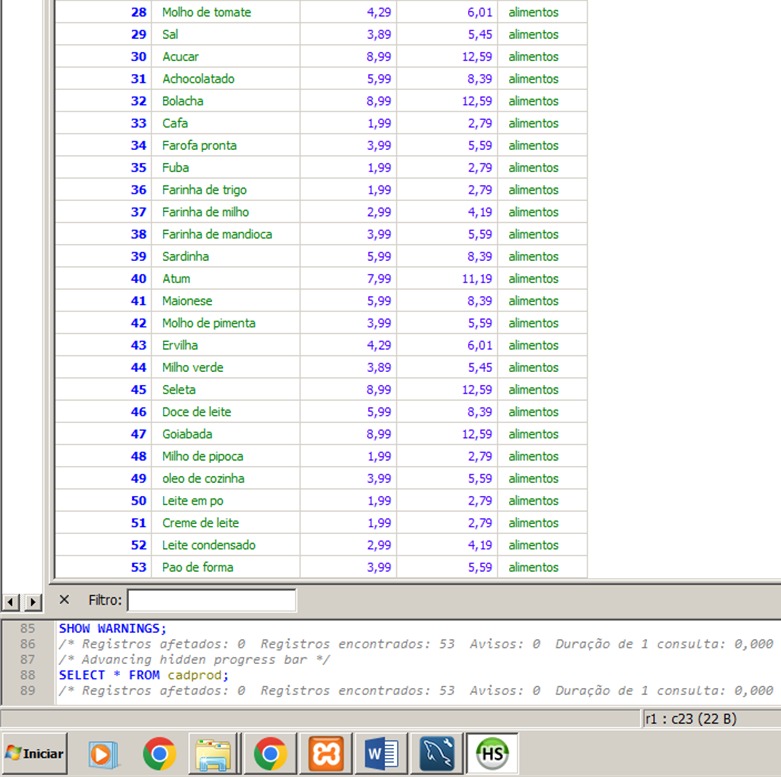 28 Molho de tomate 4,29 6,01 alimentos
29 Sal 3,89 5,45 alimentos
30 Acucar 8,99 12,59 alimentos
31 Achocolatado 5,99 8,39 alimentos
32 Bolacha 8,99 12,59 alimentos
33 Cafa 1,99 2,79 alimentos
34 Farofa pronta 3,99 5,59 alimentos
35 Fuba 1,99 2,79 alimentos
36 Farinha de trigo 1,99 2,79 alimentos
37 Farinha de milho 2,99 4,19 alimentos
38 Farinha de mandioca 3,99 5,59 alimentos
39 Sardinha 5,99 8,39 alimentos
40 Atum 7,99 11,19 alimentos
41 Maionese 5,99 8,39 alimentos
42 Molho de pimenta 3,99 5,59 alimentos
43 Ervilha 4,29 6,01 alimentos
44 Milho verde 3,89 5,45 alimentos
45 Seleta 8,99 12,59 alimentos
46 Doce de leite 5,99 8,39 alimentos
47 Goiabada 8,99 12,59 alimentos
48 Milho de pipoca 1,99 2,79 alimentos
49 oleo de cozinha 3,99 5,59 alimentos
50 Leite em po 1,99 2,79 alimentos
51 Creme de leite 1,99 2,79 alimentos
52 Leite condensado 2,99 4,19 alimentos
53 Pao de forma 3,99 5,59 alimentos
× Filtro:
85 SHOW WARNINGS;
86 /* Registros afetados: 0 Registros encontrados: 53 Avisos: 0 Duração de 1 consulta: 0,000
87 /* Advancing hidden progress bar */
88 SELECT * FROM cadprod;
89 /* Registros afetados: 0 Registros encontrados: 53 Avisos: 0 Duração de 1 consulta: 0,000
r1 : c23 (22 B)
Iniciar W HS